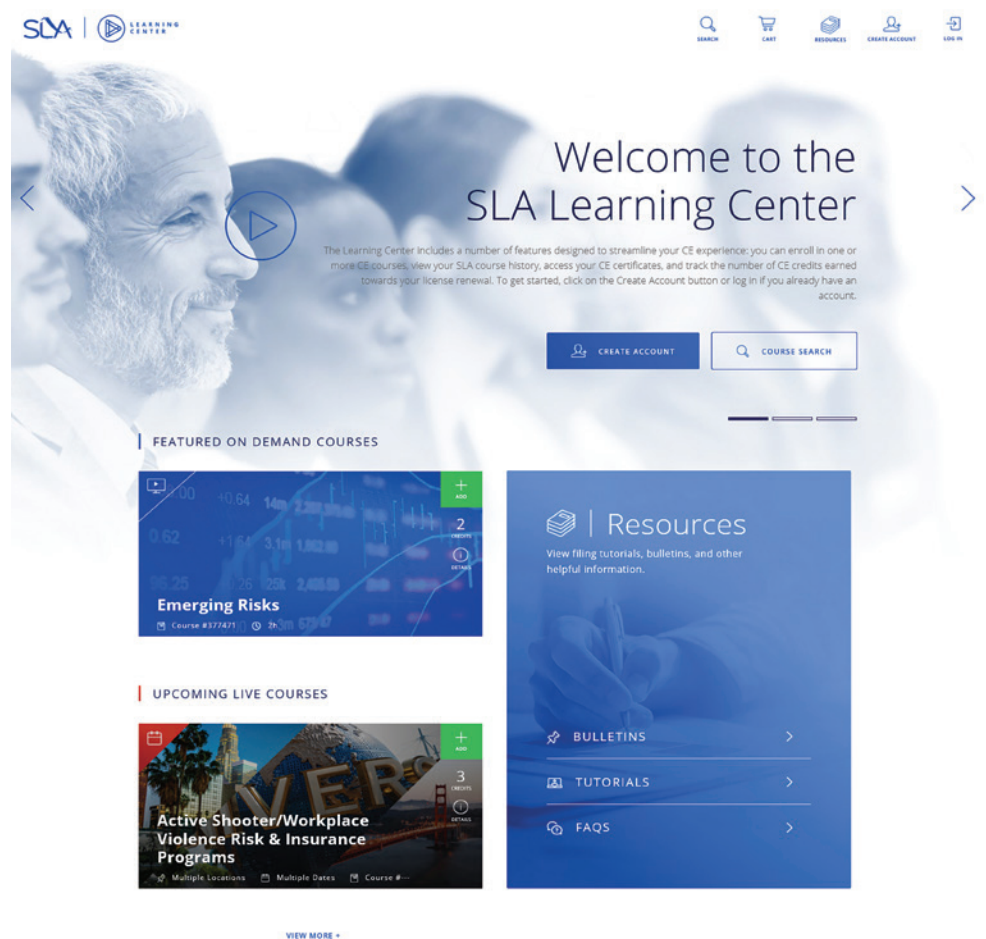 SLA | LEARNING
CENTER
SEARCH
CART
RESOURCES
CREATE ACCOUNT
LOG IN
Welcome to the
SLA Learning Center
The Learning Center includes a number of features designed to streamline your CE experience: you can enroll in one or
more CE courses, view your SLA course history, access your CE certificates, and track the number of CE credits earned
towards your license renewal. To get started, click on the Create Account button or log in if you already have an
account.
CREATE ACCOUNT
COURSE SEARCH
FEATURED ON DEMAND COURSES
ADD
2
CREDITS
DETAILS
+0.64
0.62
96.25
Emerging Risks
Course #377471
2h
Resources
View filing tutorials, bulletins, and other
helpful information.
BULLETINS
TUTORIALS
FAQS
UPCOMING LIVE COURSES
ADD
3
CREDITS
DETAILS
Active Shooter/Workplace
Violence Risk & Insurance
Programs
Multiple Locations
Multiple Dates
Course #---
VIEW MORE +